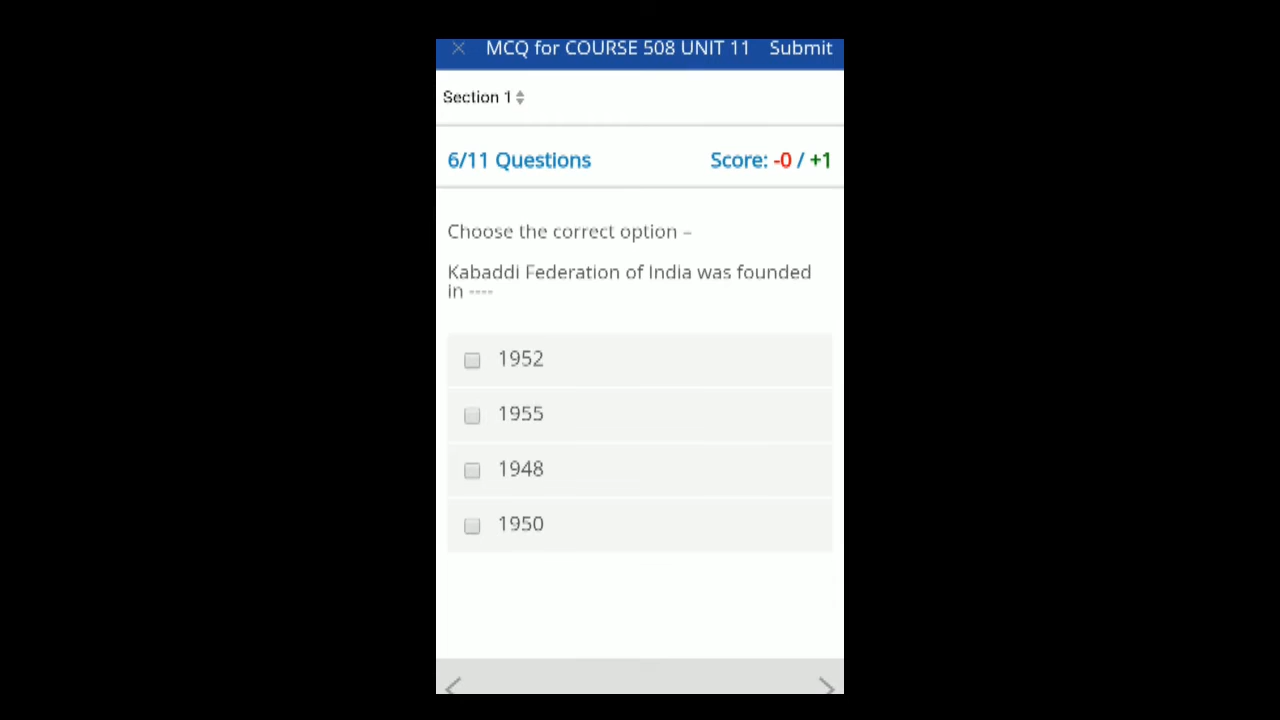 MCQ for COURSE 508 UNIT 11 Submit
Section 1
6/11 Questions Score: -0 / +1
Choose the correct option –
Kabaddi Federation of India was founded
in ----
1952
1955
1948
1950